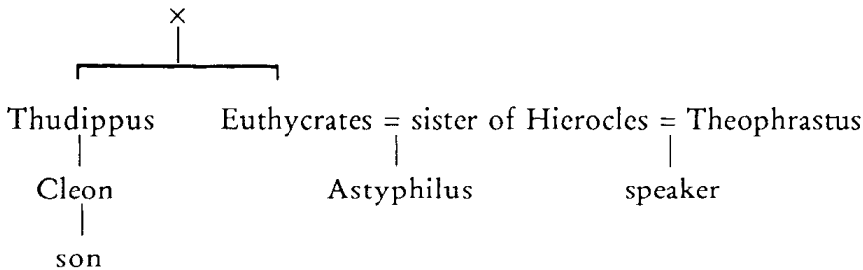 ×
Thudippus Euthycrates = sister of Hierocles = Theophrastus
Cleon Astyphilus speaker
son